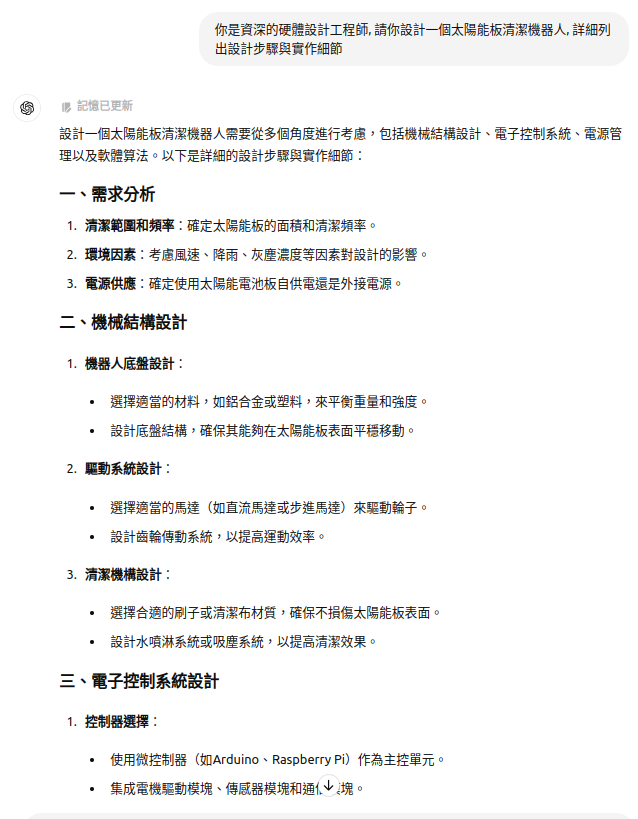 你是資深的硬體設計工程師, 請你設計一個太陽能板清潔機器人, 詳細列
出設計步驟與實作細節
記憶已更新
設計一個太陽能板清潔機器人需要從多個角度進行考慮，包括機械結構設計、電子控制系統、電源管
理以及軟體算法。以下是詳細的設計步驟與實作細節：
一、需求分析
1. 清潔範圍和頻率：確定太陽能板的面積和清潔頻率。
2. 環境因素：考慮風速、降雨、灰塵濃度等因素對設計的影響。
3. 電源供應：確定使用太陽能電池板自供電還是外接電源。
二、機械結構設計
1. 機器人底盤設計：
• 選擇適當的材料，如鋁合金或塑料，來平衡重量和強度。
• 設計底盤結構，確保其能夠在太陽能板表面平穩移動。
2. 驅動系統設計：
• 選擇適當的馬達（如直流馬達或步進馬達）來驅動輪子。
• 設計齒輪傳動系統，以提高運動效率。
3. 清潔機構設計：
• 選擇合適的刷子或清潔布材質，確保不損傷太陽能板表面。
• 設計水噴淋系統或吸塵系統，以提高清潔效果。
三、電子控制系統設計
1. 控制器選擇：
• 使用微控制器（如Arduino、Raspberry Pi）作為主控單元。
• 集成電機驅動模塊、傳感器模塊和通塊。